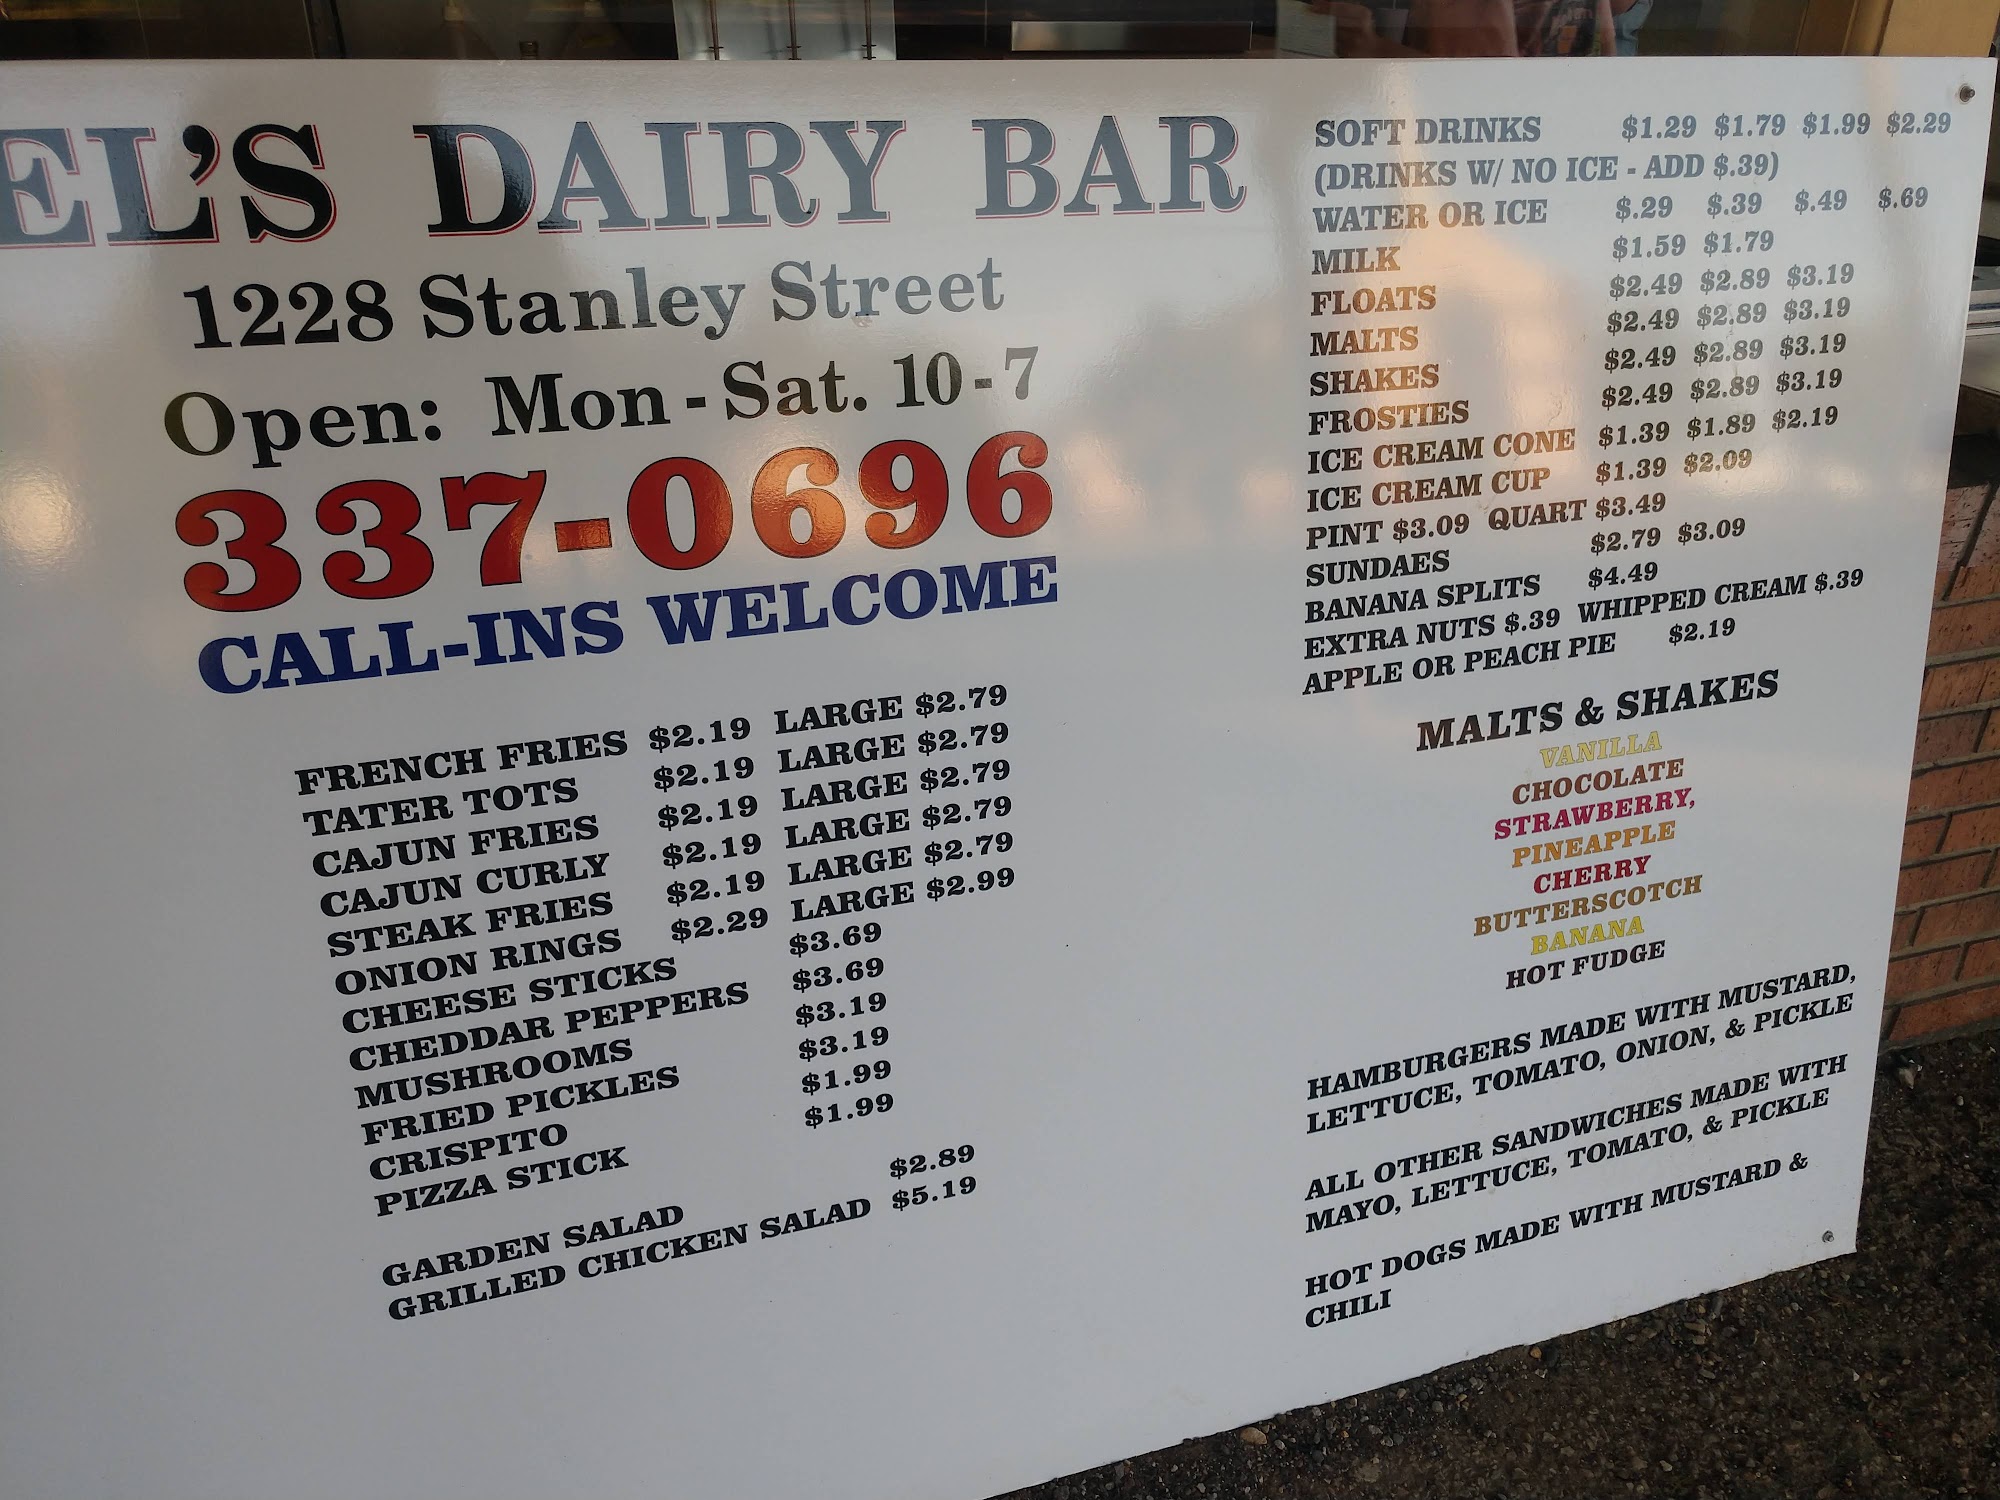 EL'S DAIRY BAR
1228 Stanley Street
Open: Mon - Sat. 10 - 7
337-0696
CALL-INS WELCOME
FRENCH FRIES $2.19 LARGE $2.79
TATER TOTS $2.19 LARGE $2.79
CAJUN FRIES $2.19 LARGE $2.79
CAJUN CURLY $2.19 LARGE $2.79
STEAK FRIES $2.19 LARGE $2.79
ONION RINGS $2.29 LARGE $2.99
CHEESE STICKS $3.69
CHEDDAR PEPPERS $3.69
MUSHROOMS $3.19
FRIED PICKLES $3.19
CRISPITO $1.99
PIZZA STICK $1.99
GARDEN SALAD $2.89
GRILLED CHICKEN SALAD $5.19
SOFT DRINKS $1.29 $1.79 $1.99 $2.29
(DRINKS W/ NO ICE - ADD $.39)
WATER OR ICE $.29 $.39 $.49 $.69
MILK $1.59 $1.79
FLOATS $2.49 $2.89 $3.19
MALTS $2.49 $2.89 $3.19
SHAKES $2.49 $2.89 $3.19
FROSTIES $2.49 $2.89 $3.19
ICE CREAM CONE $1.39 $1.89 $2.19
ICE CREAM CUP $1.39 $2.09
PINT $3.09 QUART $3.49
SUNDAES $2.79 $3.09
BANANA SPLITS $4.49
EXTRA NUTS $.39 WHIPPED CREAM $.39
APPLE OR PEACH PIE $2.19
MALTS & SHAKES
VANILLA
CHOCOLATE
STRAWBERRY,
PINEAPPLE
CHERRY
BUTTERSCOTCH
BANANA
HOT FUDGE
HAMBURGERS MADE WITH MUSTARD,
LETTUCE, TOMATO, ONION, & PICKLE
ALL OTHER SANDWICHES MADE WITH
MAYO, LETTUCE, TOMATO, & PICKLE
HOT DOGS MADE WITH MUSTARD &
CHILI